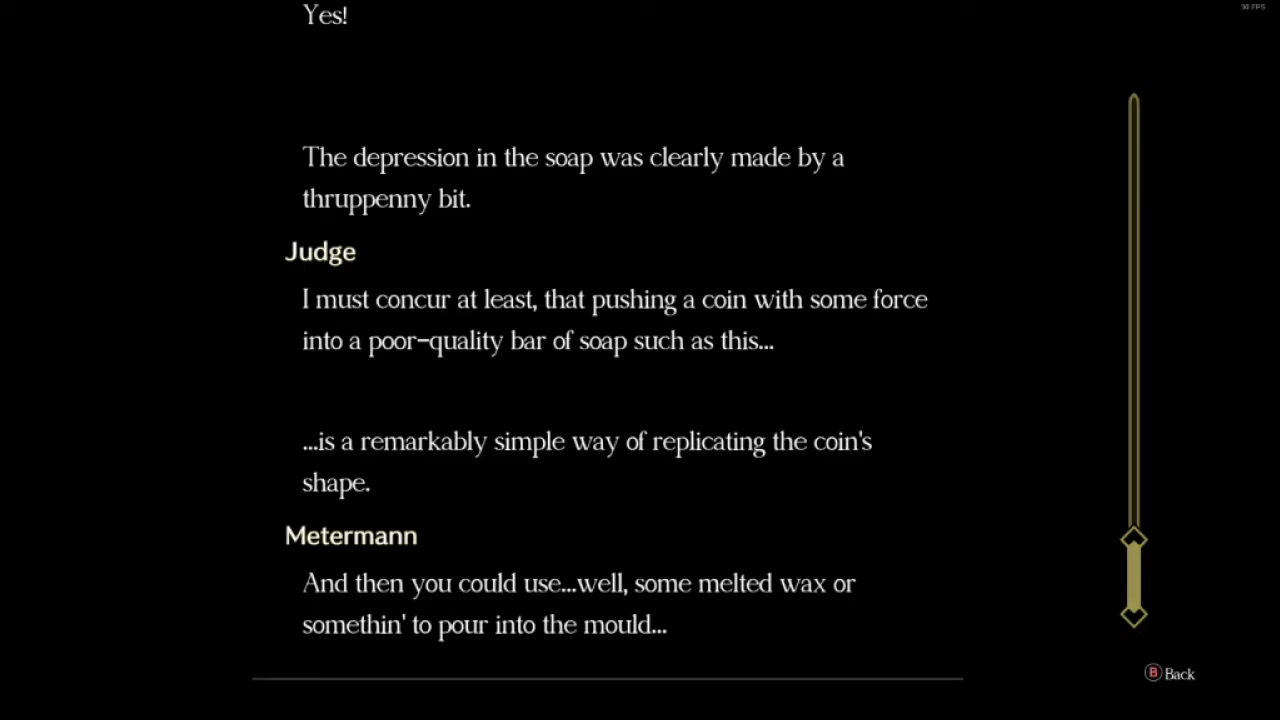 Yes!
30 FPS
The depression in the soap was clearly made by a
thruppenny bit.
Judge
I must concur at least, that pushing a coin with some force
into a poor-quality bar of soap such as this...
...is a remarkably simple way of replicating the coin's
shape.
Metermann
And then you could use...well, some melted wax or
somethin' to pour into the mould...
B Back